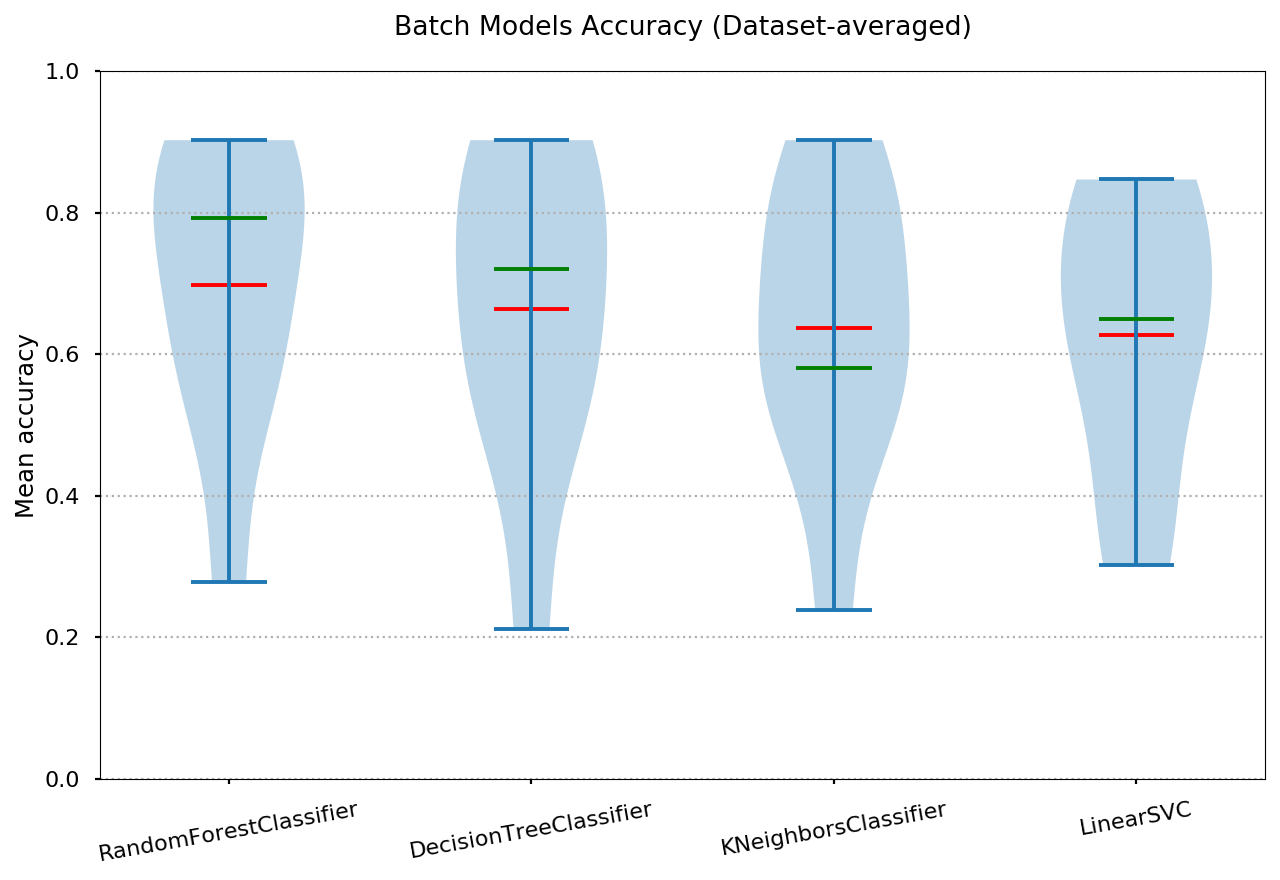 Batch Models Accuracy (Dataset-averaged)
Mean accuracy
1.0
0.8
0.6
0.4
0.2
0.0
RandomForestClassifier
DecisionTreeClassifier
KNeighborsClassifier
LinearSVC